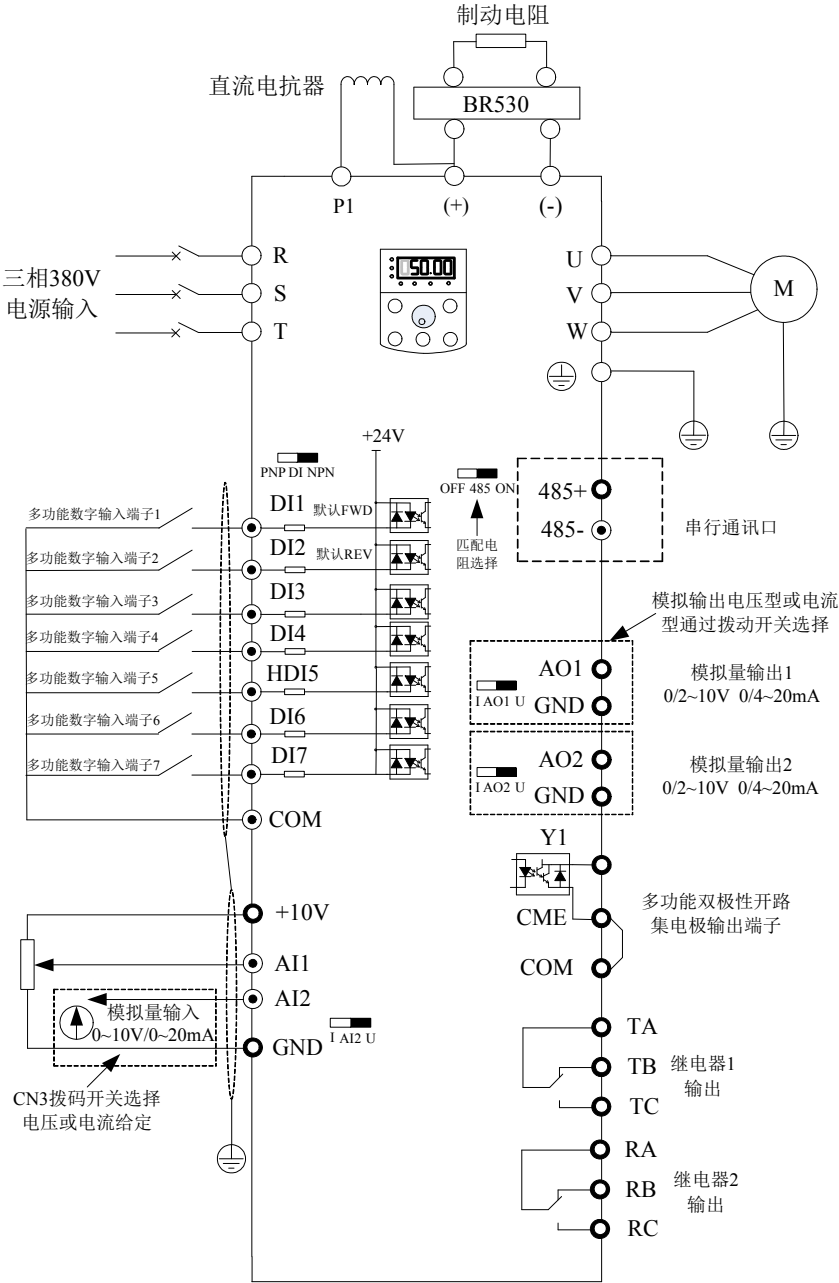 制动电阻
直流电抗器
BR530
P1
(+)
(-)
三相380V
电源输入
R
S
T
50.00
U
V
W
M
+24V
PNP DI NPN
OFF 485 ON
匹配电
阻选择
485+
485-
串行通讯口
多功能数字输入端子1
DI1
默认FWD
多功能数字输入端子2
DI2
默认REV
多功能数字输入端子3
DI3
多功能数字输入端子4
DI4
多功能数字输入端子5
HDI5
多功能数字输入端子6
DI6
多功能数字输入端子7
DI7
COM
模拟输出电压型或电流
型通过拨动开关选择
AO1
I AO1 U
GND
模拟量输出1
0/2~10V 0/4~20mA
AO2
I AO2 U
GND
模拟量输出2
0/2~10V 0/4~20mA
Y1
CME
COM
多功能双极性开路
集电极输出端子
+10V
AI1
AI2
模拟量输入
0~10V/0~20mA
GND
I AI2 U
CN3拨码开关选择
电压或电流给定
TA
TB
TC
继电器1
输出
RA
RB
RC
继电器2
输出